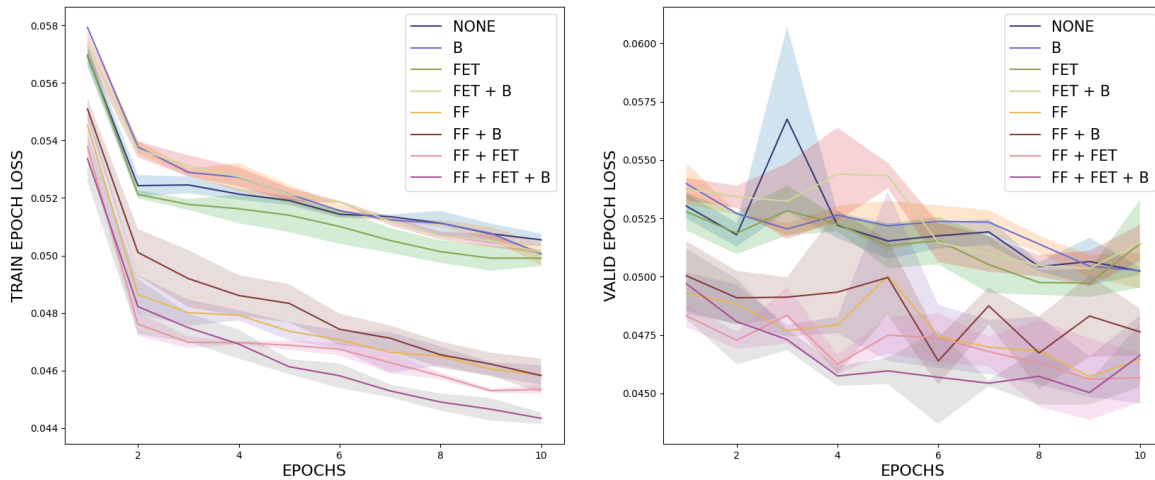 0.058
0.056
0.054
0.052
0.050
0.048
0.046
0.044
TRAIN EPOCH LOSS
2
4
6
8
10
EPOCHS
NONE
B
FET
FET + B
FF
FF + B
FF + FET
FF + FET + B
0.0600
0.0575
0.0550
0.0525
0.0500
0.0475
0.0450
VALID EPOCH LOSS
2
4
6
8
10
EPOCHS
NONE
B
FET
FET + B
FF
FF + B
FF + FET
FF + FET + B